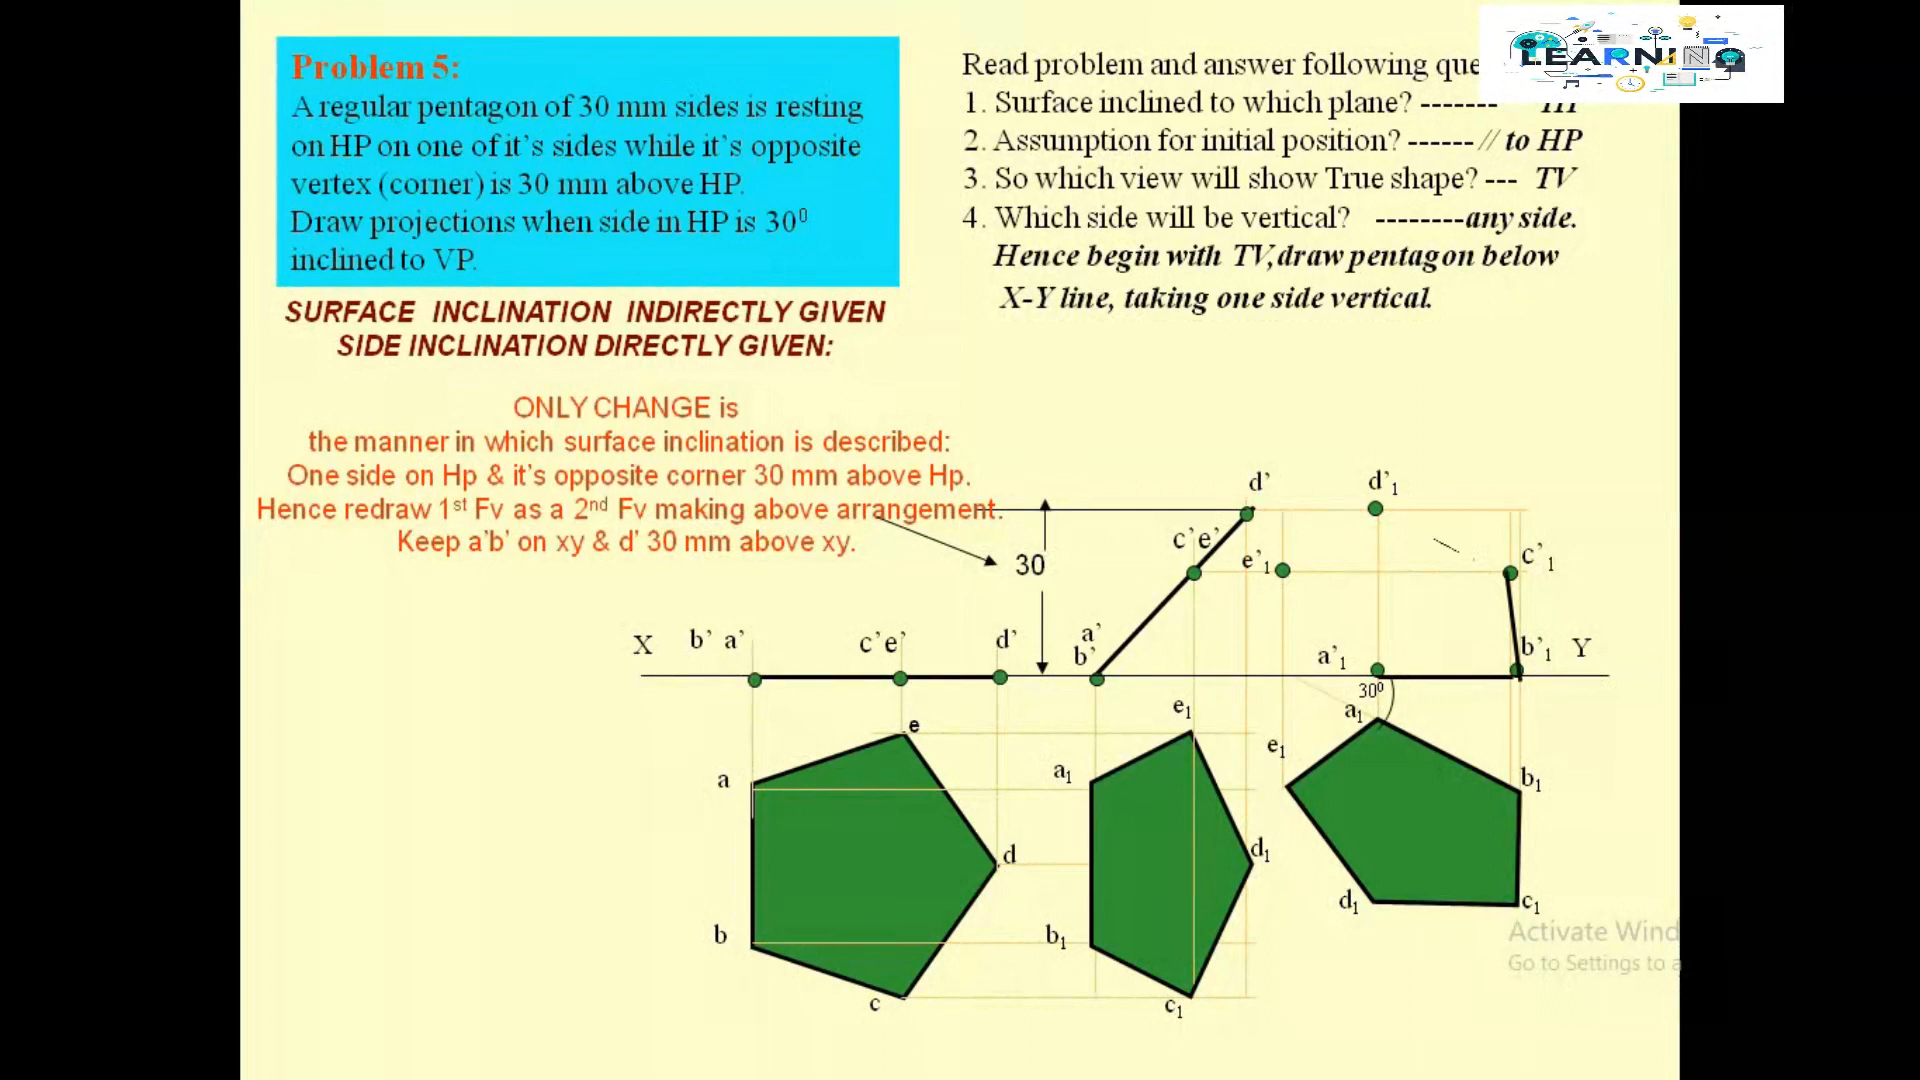 Problem 5:
A regular pentagon of 30 mm sides is resting
on HP on one of it's sides while it's opposite
vertex (corner) is 30 mm above HP.
Draw projections when side in HP is 30⁰
inclined to VP.
SURFACE INCLINATION INDIRECTLY GIVEN
SIDE INCLINATION DIRECTLY GIVEN:
ONLY CHANGE is
the manner in which surface inclination is described:
One side on Hp & it's opposite corner 30 mm above Hp.
Hence redraw 1st Fv as a 2nd Fv making above arrangement.
Keep a'b' on xy & d' 30 mm above xy.
LEARNING
Read problem and answer following
1. Surface inclined to which plane? -------
2. Assumption for initial position? ------// to HP
3. So which view will show True shape? --- TV
4. Which side will be vertical? --------any side.
Hence begin with TV,draw pentagon below
X-Y line, taking one side vertical.
d' d'₁
c'e' e'₁ c'₁
30
X b' a' c'e' d' a' b' a'₁ b'₁ Y
30⁰
e e₁ a₁
a a₁ e₁ b₁
d d₁ d₁ c₁
b b₁
c c₁
Activate Wind
Go to Settings to a